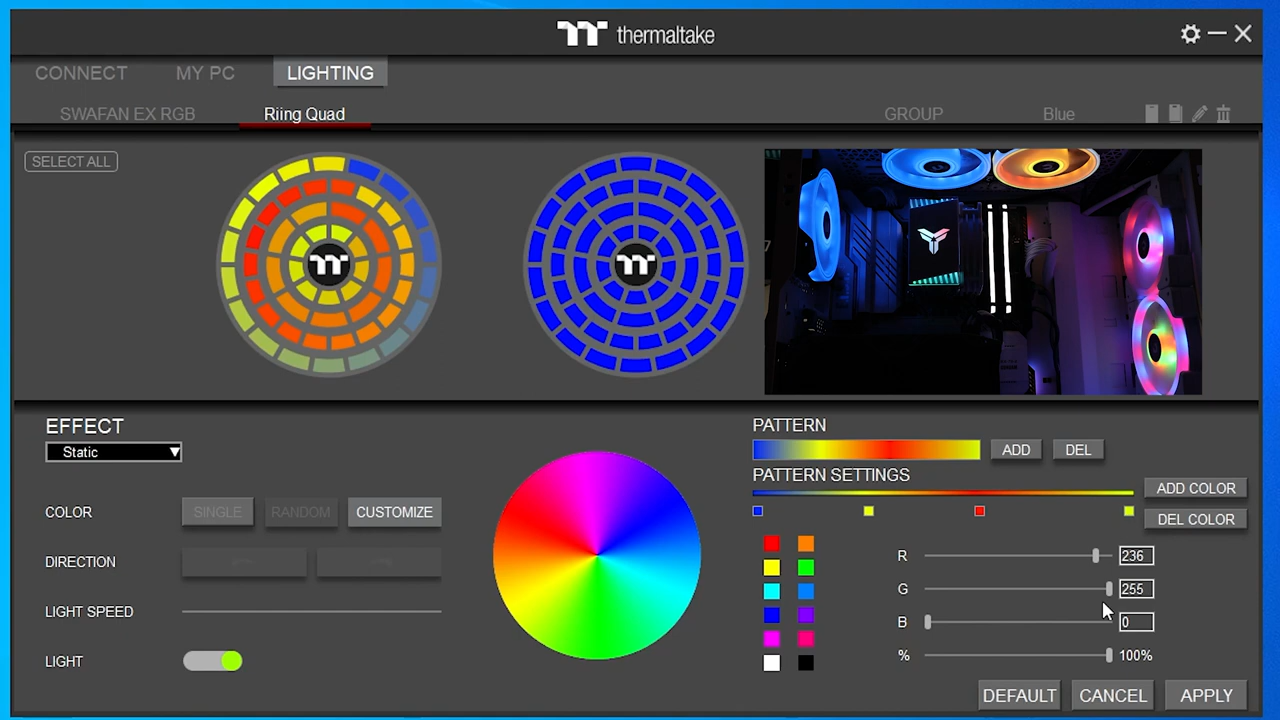 thermaltake
CONNECT MY PC LIGHTING
SWAFAN EX RGB Riing Quad GROUP Blue
SELECT ALL
EFFECT
Static
COLOR SINGLE RANDOM CUSTOMIZE
DIRECTION
LIGHT SPEED
LIGHT
PATTERN
ADD DEL
PATTERN SETTINGS
ADD COLOR
DEL COLOR
R 236
G 255
B 0
% 100%
DEFAULT CANCEL APPLY